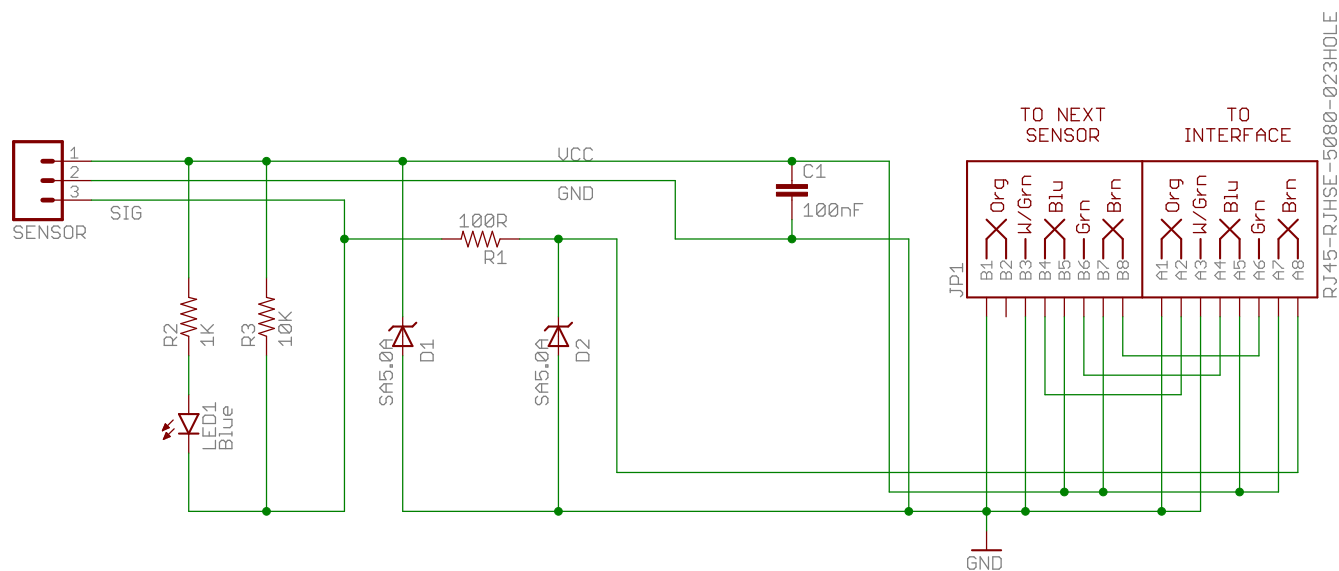 RJ45-RJHSE-5080-023HOLE
TO NEXT
SENSOR
TO
INTERFACE
1
2
3
SENSOR
SIG
VCC
GND
C1
100nF
100R
R1
R2
1K
R3
10K
SA5.0A
D1
SA5.0A
D2
LED1
Blue
JP1
Org
W/Grn
Blu
Grn
Brn
Org
W/Grn
Blu
Grn
Brn
B1
B2
B3
B4
B5
B6
B7
B8
A1
A2
A3
A4
A5
A6
A7
A8
GND